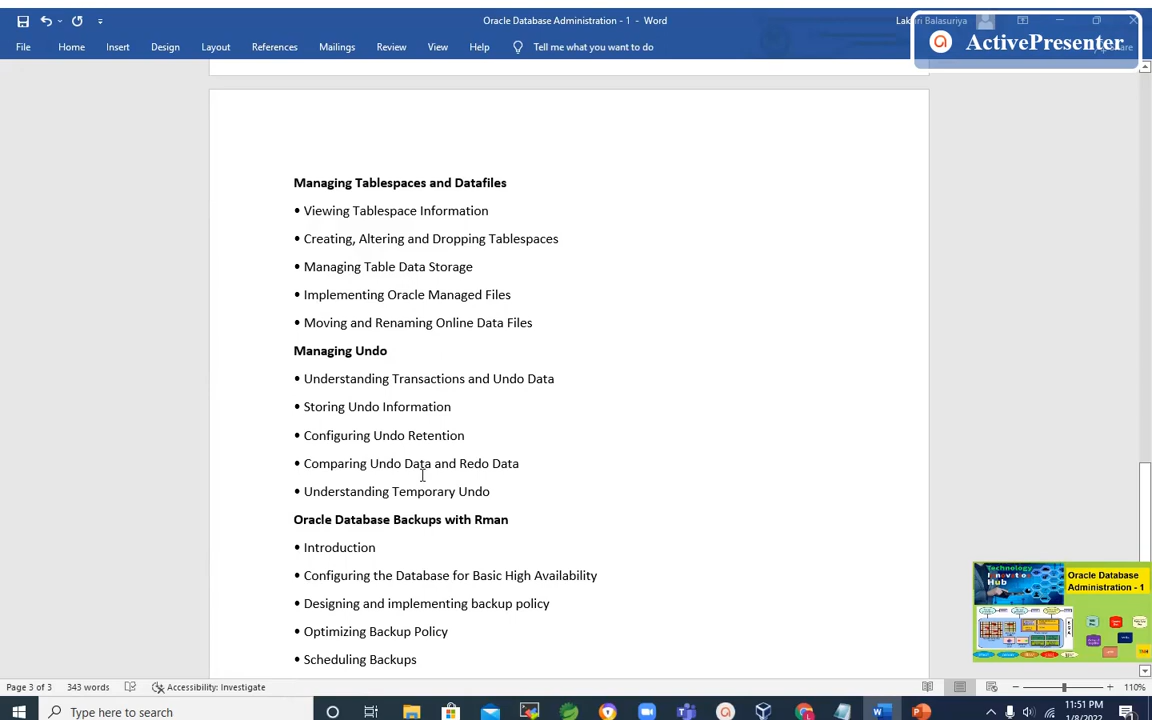 Oracle Database Administration - 1 - Word
Balasuriya
ActivePresenter
File Home Insert Design Layout References Mailings Review View Help Tell me what you want to do
Managing Tablespaces and Datafiles
• Viewing Tablespace Information
• Creating, Altering and Dropping Tablespaces
• Managing Table Data Storage
• Implementing Oracle Managed Files
• Moving and Renaming Online Data Files
Managing Undo
• Understanding Transactions and Undo Data
• Storing Undo Information
• Configuring Undo Retention
• Comparing Undo Data and Redo Data
• Understanding Temporary Undo
Oracle Database Backups with Rman
• Introduction
• Configuring the Database for Basic High Availability
• Designing and implementing backup policy
• Optimizing Backup Policy
• Scheduling Backups
Technology
Hub
Oracle Database
Administration - 1
Page 3 of 3 343 words Accessibility: Investigate 110%
Type here to search
11:51 PM
1/8/2022